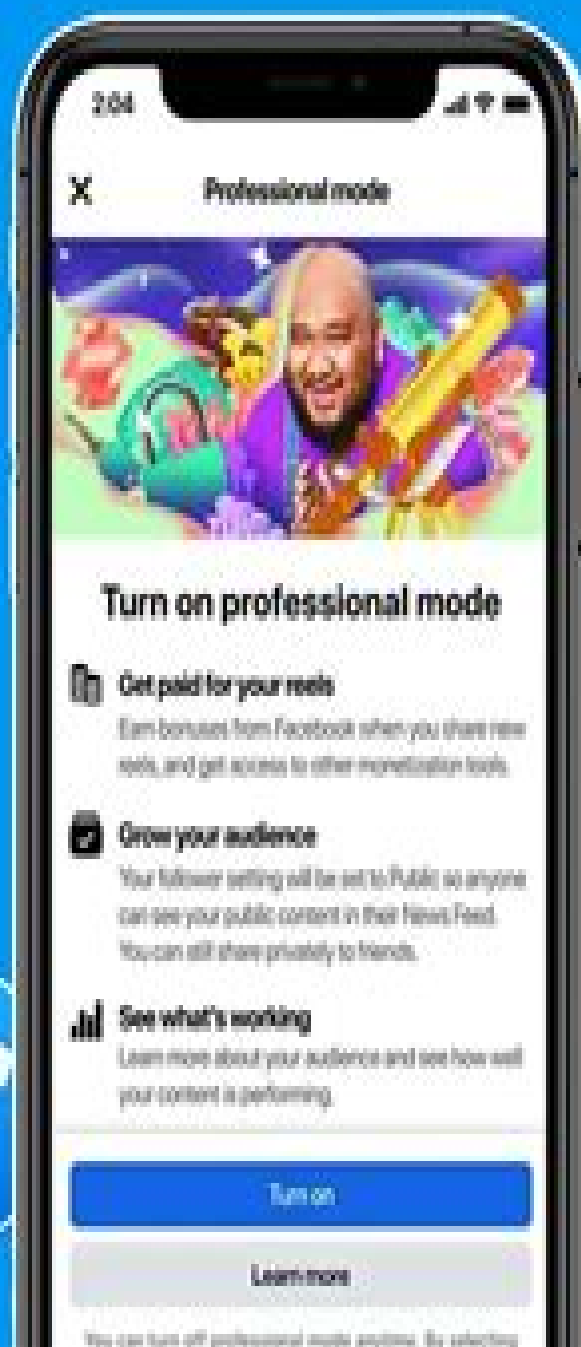 2:04
X Professional mode
Turn on professional mode
Get paid for your reels
Earn bonuses from Facebook when you share new
reels, and get access to other monetization tools.
Grow your audience
Your follower setting will be set to Public so anyone
can see your public content in their News Feed.
You can still share privately to friends.
See what's working
Learn more about your audience and see how well
your content is performing.
Turn on
Learn more
You can turn off professional mode anytime. By selecting